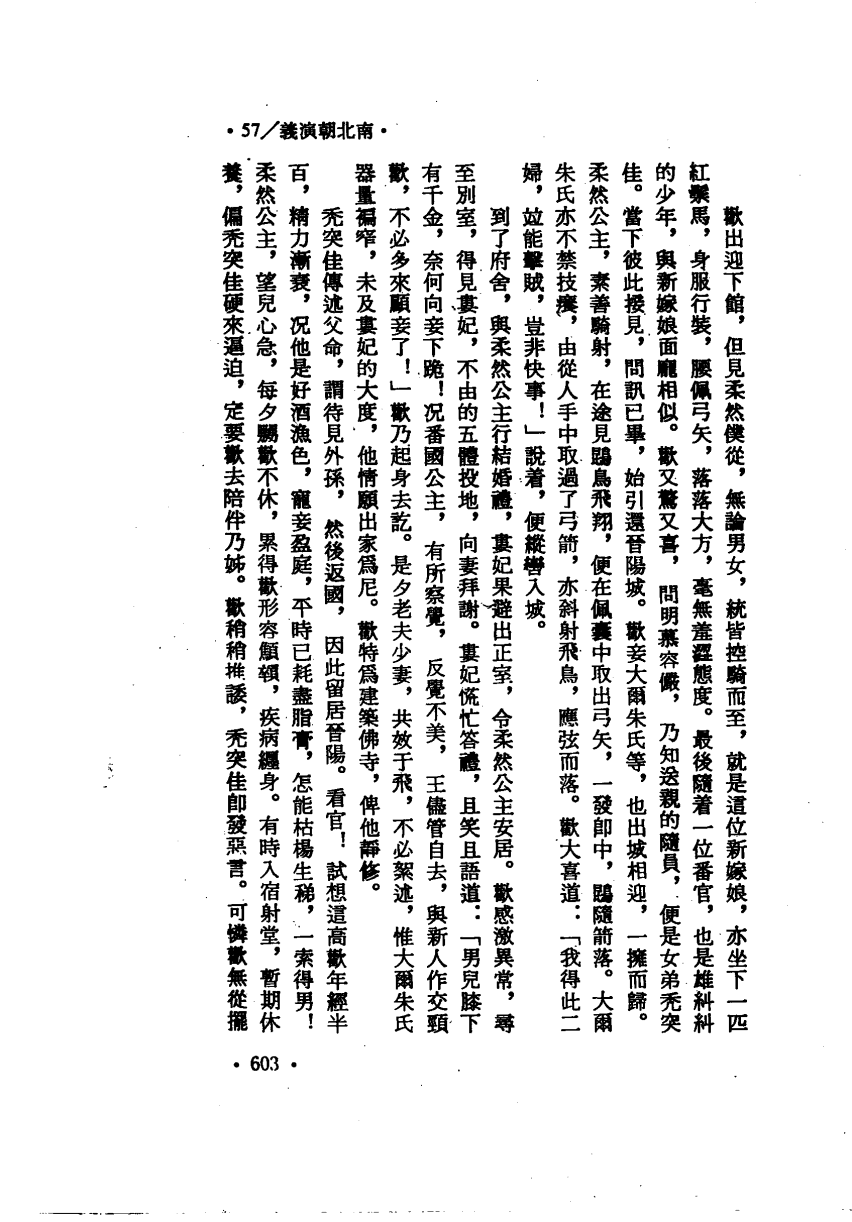 •57／義演朝北南•
歡出迎下館，但見柔然僕從，無論男女，統皆控騎而至，就是這位新嫁娘，亦坐下一匹
紅鬃馬，身服行裝，腰佩弓矢，落落大方，毫無羞澀態度。最後隨着一位番官，也是雄糾糾
的少年，與新嫁娘面龐相似。歡又驚又喜，問明慕容儼，乃知送親的隨員，便是女弟禿突
佳。當下彼此接見，問訊已畢，始引還晉陽城。歡妾大爾朱氏等，也出城相迎，一擁而歸。
柔然公主，素善騎射，在途見鵾鳥飛翔，便在佩囊中取出弓矢，一發卽中，鵾隨箭落。大爾
朱氏亦不禁技癢，由從人手中取過了弓箭，亦斜射飛鳥，應弦而落。歡大喜道：「我得此二
婦，竝能擊賊，豈非快事！」說着，便縱轡入城。
到了府舍，與柔然公主行結婚禮，婁妃果避出正室，令柔然公主安居。歡感激異常，尋
至別室，得見婁妃，不由的五體投地，向妻拜謝。婁妃慌忙答禮，且笑且語道：「男兒膝下
有千金，奈何向妾下跪！况番國公主，有所察覺，反覺不美，王儘管自去，與新人作交頸
歡，不必多來顧妾了！」歡乃起身去訖。是夕老夫少妻，共效于飛，不必絮述，惟大爾朱氏
器量褊窄，未及婁妃的大度，他情願出家爲尼。歡特爲建築佛寺，俾他靜修。
禿突佳傳述父命，謂待見外孫，然後返國，因此留居晉陽。看官！試想這高歡年經半
百，精力漸衰，况他是好酒漁色，寵妾盈庭，平時已耗盡脂膏，怎能枯楊生稊，一索得男！
柔然公主，望兒心急，每夕嬲歡不休，累得歡形容顦顇，疾病纏身。有時入宿射堂，暫期休
養，偏禿突佳硬來逼迫，定要歡去陪伴乃姊。歡稍稍推諉，禿突佳卽發惡言。可憐歡無從擺
•603•